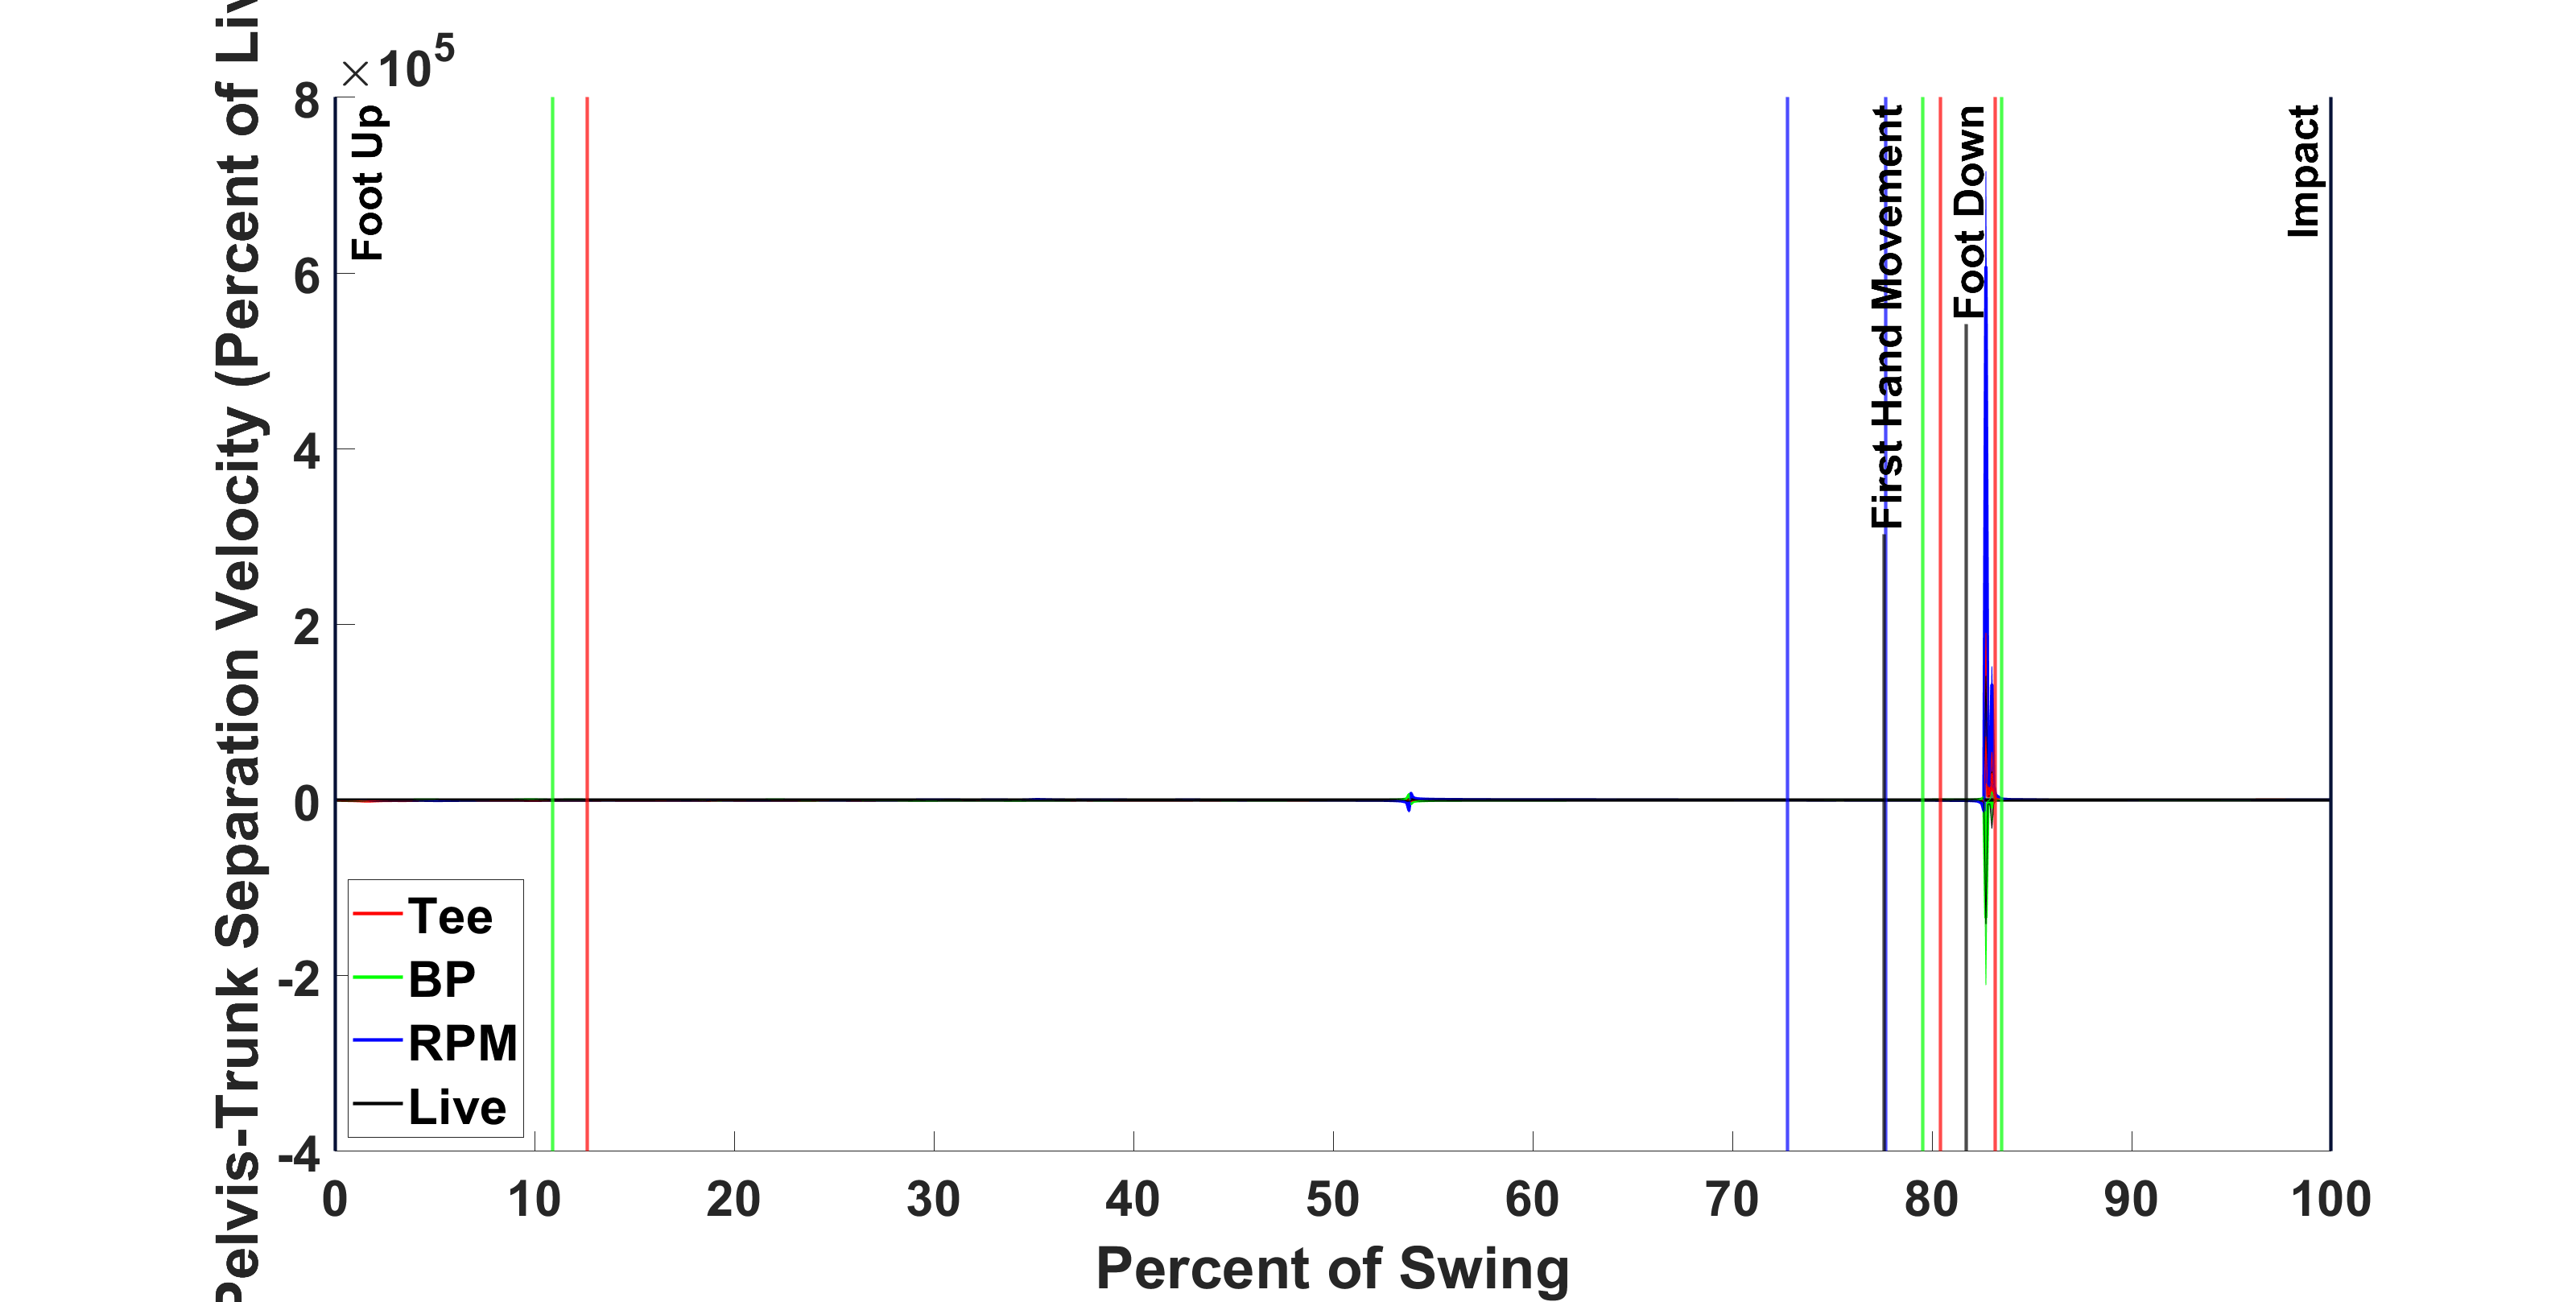 Pelvis-Trunk Separation Velocity (Percent of Liv
×10^5
8
6
4
2
0
-2
-4
Foot Up
First Hand Movement
Foot Down
Impact
Tee
BP
RPM
Live
0 10 20 30 40 50 60 70 80 90 100
Percent of Swing